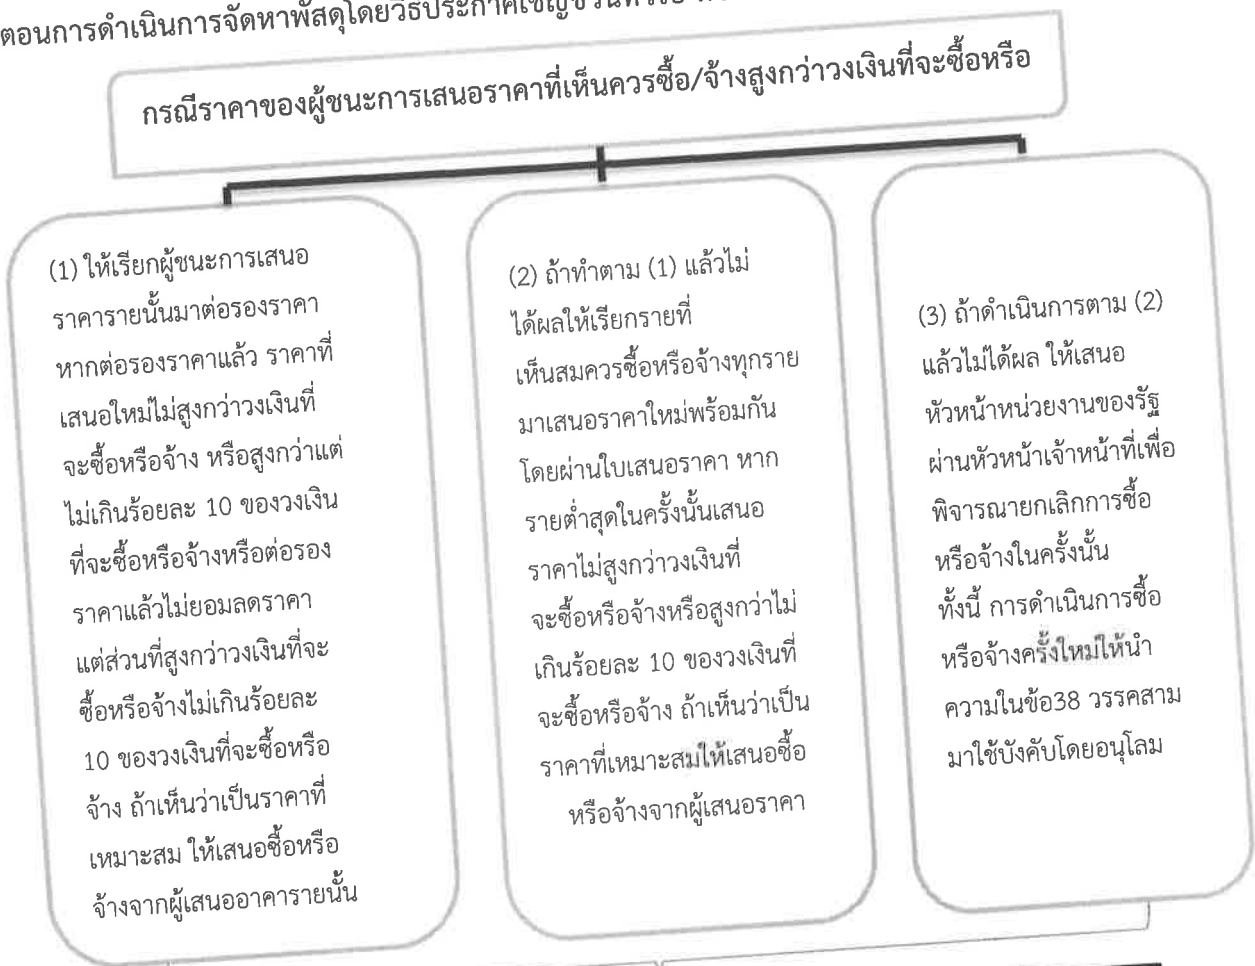 ตอนการดำเนินการจัดหาพัสดุโดยวิธีประกาศเชิญชวนทั่วไป
กรณีราคาของผู้ชนะการเสนอราคาที่เห็นควรซื้อ/จ้างสูงกว่าวงเงินที่จะซื้อหรือ
(1) ให้เรียกผู้ชนะการเสนอ
ราคารายนั้นมาต่อรองราคา
หากต่อรองราคาแล้ว ราคาที่
เสนอใหม่ไม่สูงกว่าวงเงินที่
จะซื้อหรือจ้าง หรือสูงกว่าแต่
ไม่เกินร้อยละ 10 ของวงเงิน
ที่จะซื้อหรือจ้างหรือต่อรอง
ราคาแล้วไม่ยอมลดราคา
แต่ส่วนที่สูงกว่าวงเงินที่จะ
ซื้อหรือจ้างไม่เกินร้อยละ
10 ของวงเงินที่จะซื้อหรือ
จ้าง ถ้าเห็นว่าเป็นราคาที่
เหมาะสม ให้เสนอซื้อหรือ
จ้างจากผู้เสนออาคารายนั้น
(2) ถ้าทำตาม (1) แล้วไม่
ได้ผลให้เรียกรายที่
เห็นสมควรซื้อหรือจ้างทุกราย
มาเสนอราคาใหม่พร้อมกัน
โดยผ่านใบเสนอราคา หาก
รายต่ำสุดในครั้งนั้นเสนอ
ราคาไม่สูงกว่าวงเงินที่
จะซื้อหรือจ้างหรือสูงกว่าไม่
เกินร้อยละ 10 ของวงเงินที่
จะซื้อหรือจ้าง ถ้าเห็นว่าเป็น
ราคาที่เหมาะสมให้เสนอซื้อ
หรือจ้างจากผู้เสนอราคา
(3) ถ้าดำเนินการตาม (2)
แล้วไม่ได้ผล ให้เสนอ
หัวหน้าหน่วยงานของรัฐ
ผ่านหัวหน้าเจ้าหน้าที่เพื่อ
พิจารณายกเลิกการซื้อ
หรือจ้างในครั้งนั้น
ทั้งนี้ การดำเนินการซื้อ
หรือจ้างครั้งใหม่ให้นำ
ความในข้อ38 วรรคสาม
มาใช้บังคับโดยอนุโลม